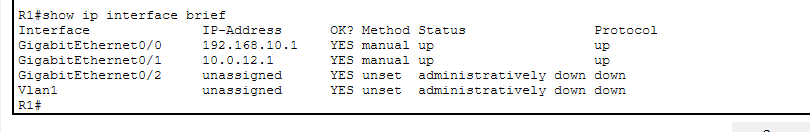 R1#show ip interface brief
Interface IP-Address OK? Method Status Protocol
GigabitEthernet0/0 192.168.10.1 YES manual up up
GigabitEthernet0/1 10.0.12.1 YES manual up up
GigabitEthernet0/2 unassigned YES unset administratively down down
Vlan1 unassigned YES unset administratively down down
R1#